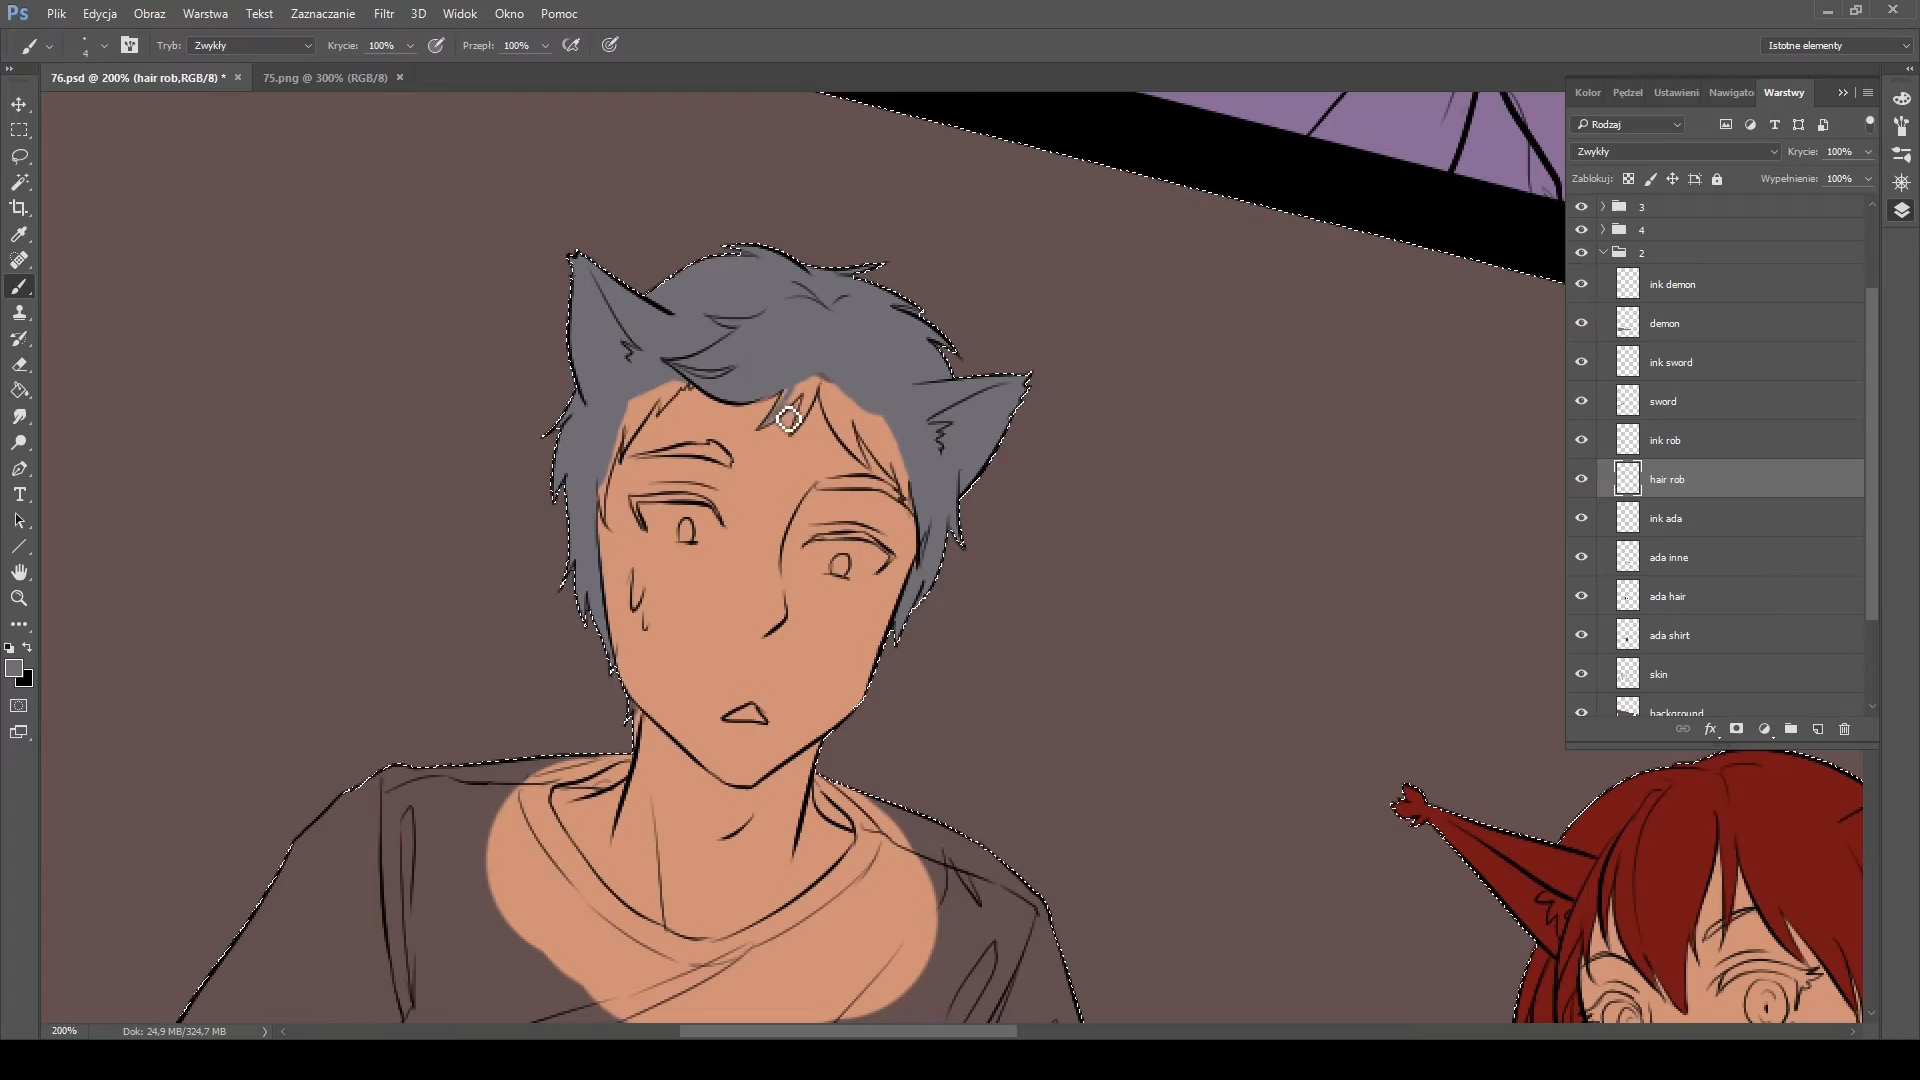 Ps Plik Edycja Obraz Warstwa Tekst Zaznaczanie Filtr 3D Widok Okno Pomoc
4 Tryb: Zwykły Krycie: 100% Przepł: 100% Istotne elementy
76.psd @ 200% (hair rob,RGB/8) * 75.png @ 300% (RGB/8)
Kolor Pędzel Ustawieni Nawigato Warstwy
Rodzaj
Zwykły Krycie: 100%
Zablokuj: Wypełnienie: 100%
3
4
2
ink demon
demon
ink sword
sword
ink rob
hair rob
ink ada
ada inne
ada hair
ada shirt
skin
background
fx
200% Dok: 24,9 MB/324,7 MB